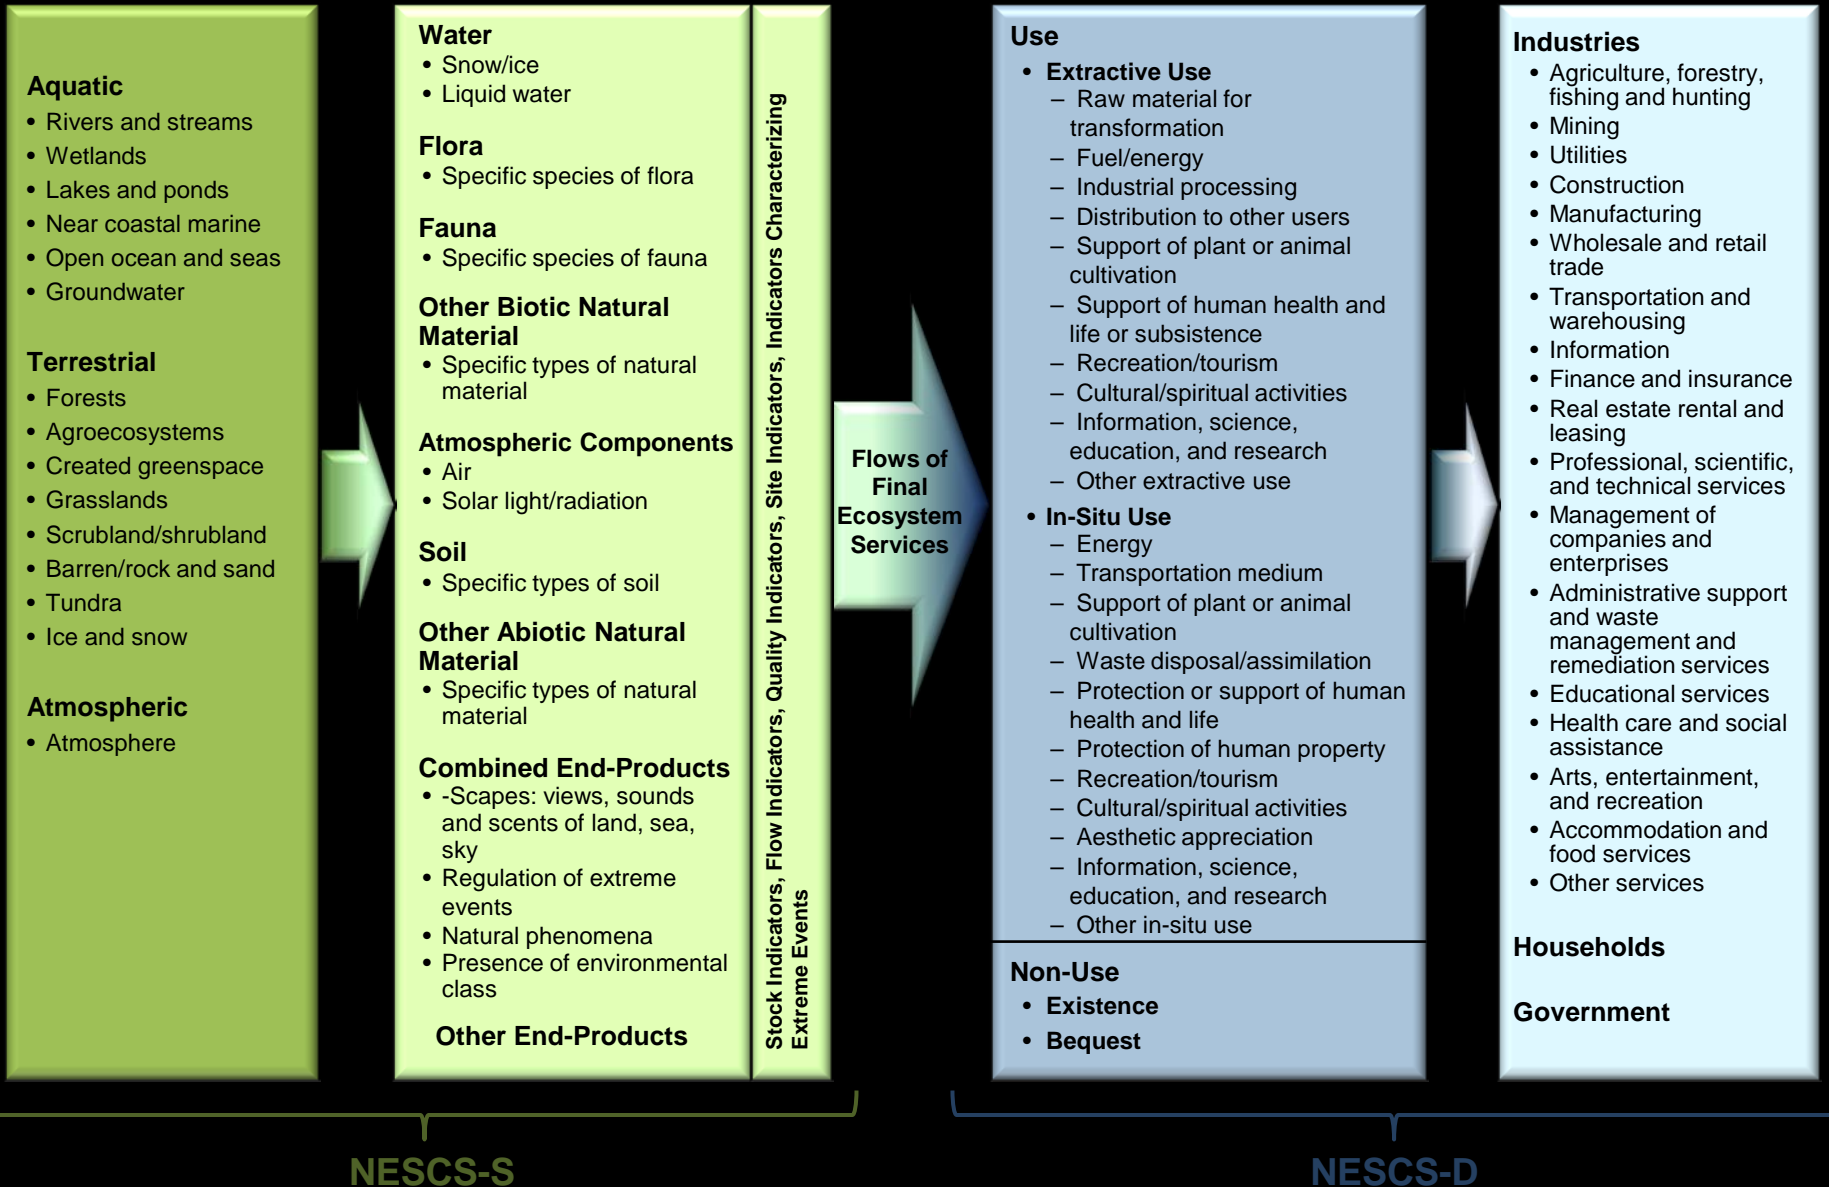 Aquatic
• Rivers and streams
• Wetlands
• Lakes and ponds
• Near coastal marine
• Open ocean and seas
• Groundwater
Terrestrial
• Forests
• Agroecosystems
• Created greenspace
• Grasslands
• Scrubland/shrubland
• Barren/rock and sand
• Tundra
• Ice and snow
Atmospheric
• Atmosphere
Water
• Snow/ice
• Liquid water
Flora
• Specific species of flora
Fauna
• Specific species of fauna
Other Biotic Natural
Material
• Specific types of natural
material
Atmospheric Components
• Air
• Solar light/radiation
Soil
• Specific types of soil
Other Abiotic Natural
Material
• Specific types of natural
material
Combined End-Products
• -Scapes: views, sounds
and scents of land, sea,
sky
• Regulation of extreme
events
• Natural phenomena
• Presence of environmental
class
Other End-Products
Stock Indicators, Flow Indicators, Quality Indicators, Site Indicators, Indicators Characterizing
Extreme Events
Flows of
Final
Ecosystem
Services
Use
• Extractive Use
– Raw material for
transformation
– Fuel/energy
– Industrial processing
– Distribution to other users
– Support of plant or animal
cultivation
– Support of human health and
life or subsistence
– Recreation/tourism
– Cultural/spiritual activities
– Information, science,
education, and research
– Other extractive use
• In-Situ Use
– Energy
– Transportation medium
– Support of plant or animal
cultivation
– Waste disposal/assimilation
– Protection or support of human
health and life
– Protection of human property
– Recreation/tourism
– Cultural/spiritual activities
– Aesthetic appreciation
– Information, science,
education, and research
– Other in-situ use
Non-Use
• Existence
• Bequest
Industries
• Agriculture, forestry,
fishing and hunting
• Mining
• Utilities
• Construction
• Manufacturing
• Wholesale and retail
trade
• Transportation and
warehousing
• Information
• Finance and insurance
• Real estate rental and
leasing
• Professional, scientific,
and technical services
• Management of
companies and
enterprises
• Administrative support
and waste
management and
remediation services
• Educational services
• Health care and social
assistance
• Arts, entertainment,
and recreation
• Accommodation and
food services
• Other services
Households
Government
NESCS-S
NESCS-D